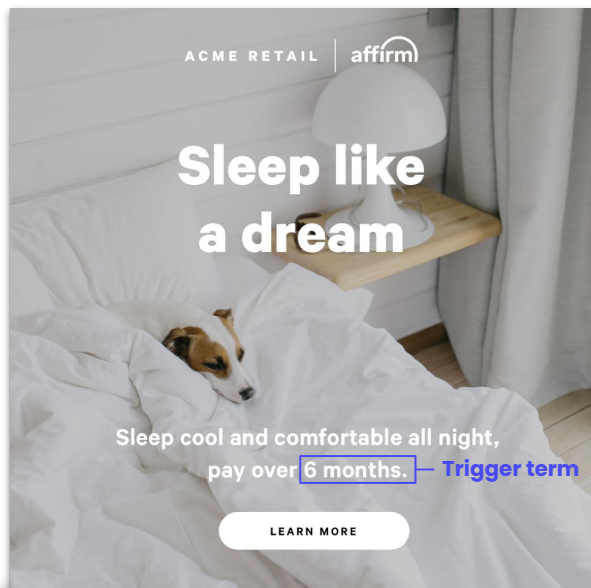 ACME RETAIL | affirm
Sleep like
a dream
Sleep cool and comfortable all night,
pay over 6 months. Trigger term
LEARN MORE